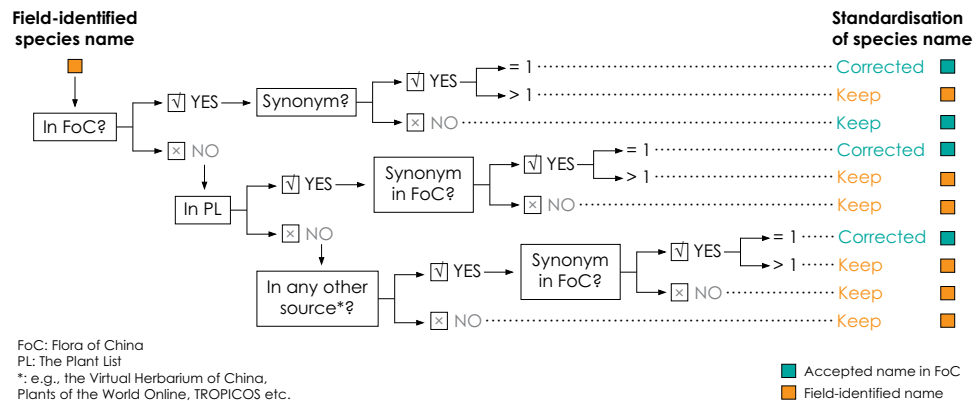 Field-identified
species name
Standardisation
of species name
In FoC?
√ YES
Synonym?
√ YES
= 1
Corrected
> 1
Keep
× NO
Keep
× NO
In PL
√ YES
Synonym
in FoC?
√ YES
= 1
Corrected
> 1
Keep
× NO
Keep
× NO
In any other
source*?
√ YES
Synonym
in FoC?
√ YES
= 1
Corrected
> 1
Keep
× NO
Keep
× NO
Keep
FoC: Flora of China
PL: The Plant List
*: e.g., the Virtual Herbarium of China,
Plants of the World Online, TROPICOS etc.
Accepted name in FoC
Field-identified name